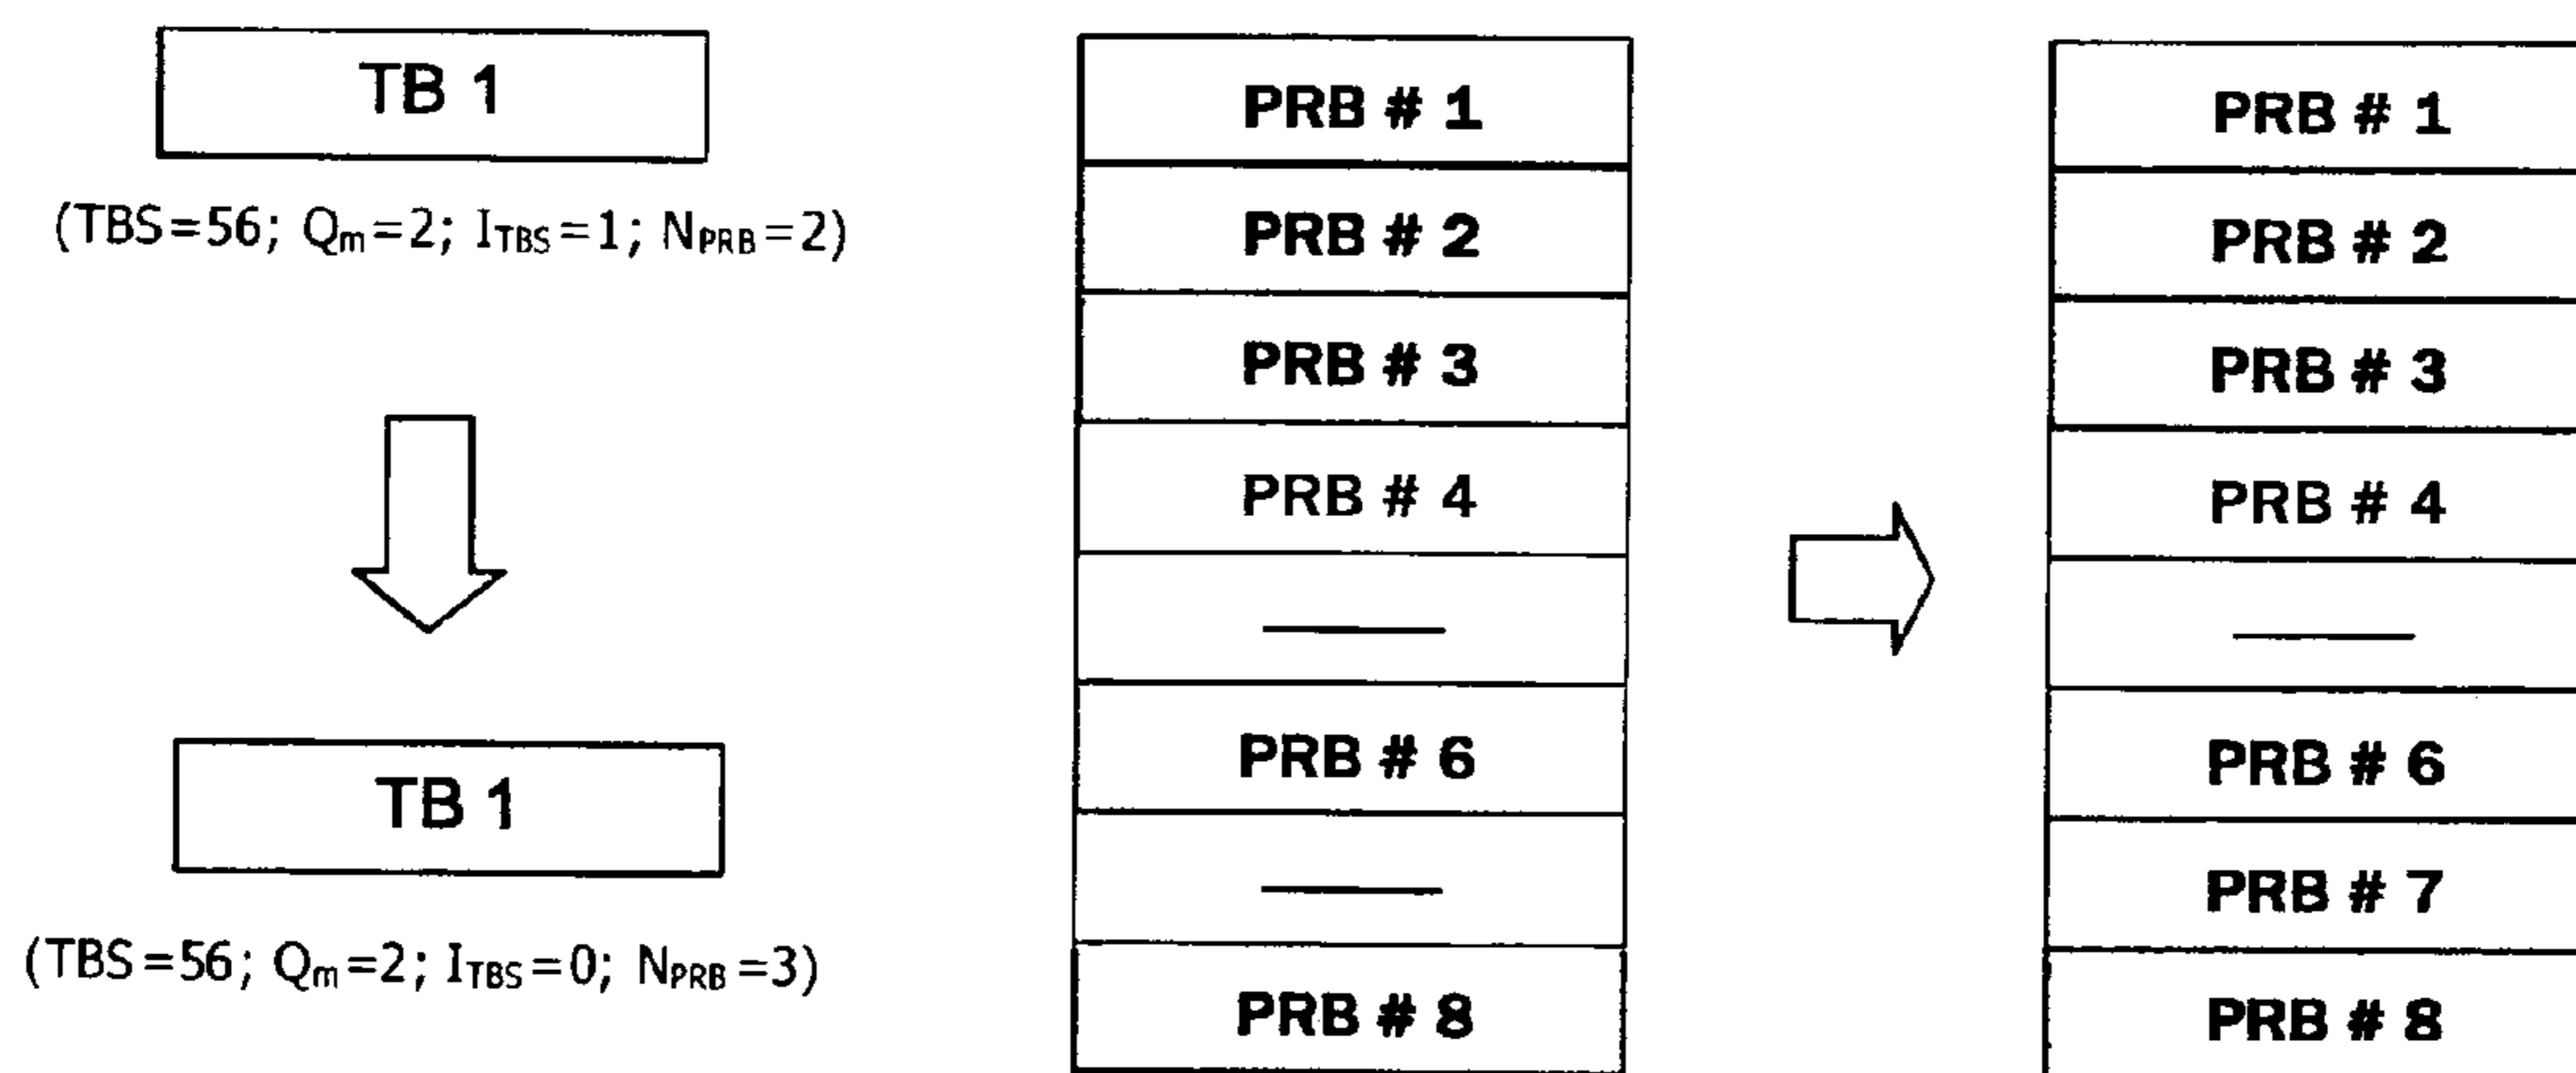 TB 1
(TBS=56; Qm=2; ITBS=1; NPRB=2)
TB 1
(TBS=56; Qm=2; ITBS=0; NPRB=3)
PRB # 1
PRB # 2
PRB # 3
PRB # 4
PRB # 6
PRB # 8
PRB # 1
PRB # 2
PRB # 3
PRB # 4
PRB # 6
PRB # 7
PRB # 8